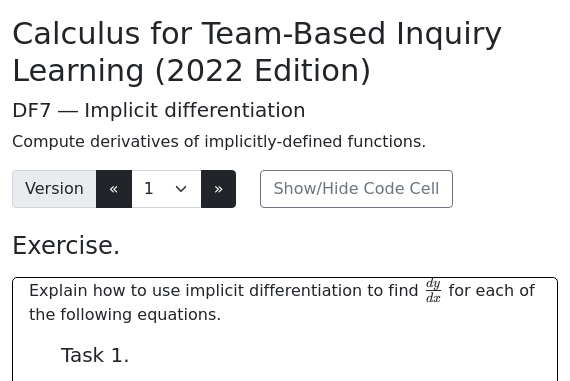 Calculus for Team-Based Inquiry
Learning (2022 Edition)
DF7 — Implicit differentiation
Compute derivatives of implicitly-defined functions.
Version « 1 » Show/Hide Code Cell
Exercise.
Explain how to use implicit differentiation to find dy/dx for each of
the following equations.
Task 1.